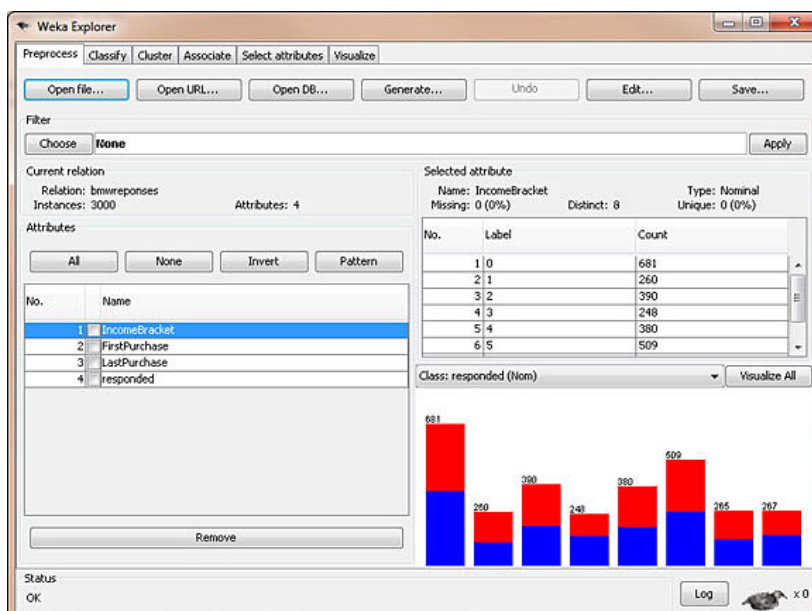 Weka Explorer
Preprocess Classify Cluster Associate Select attributes Visualize
Open file... Open URL... Open DB... Generate... Undo Edit... Save...
Filter
Choose None Apply
Current relation
Relation: bmwreponses
Instances: 3000 Attributes: 4
Attributes
All None Invert Pattern
No. Name
1 IncomeBracket
2 FirstPurchase
3 LastPurchase
4 responded
Remove
Selected attribute
Name: IncomeBracket Type: Nominal
Missing: 0 (0%) Distinct: 8 Unique: 0 (0%)
No. Label Count
1 0 681
2 1 260
3 2 390
4 3 248
5 4 380
6 5 509
Class: responded (Nom) Visualize All
681
260
390
248
380
509
265
267
Status
OK
Log x 0